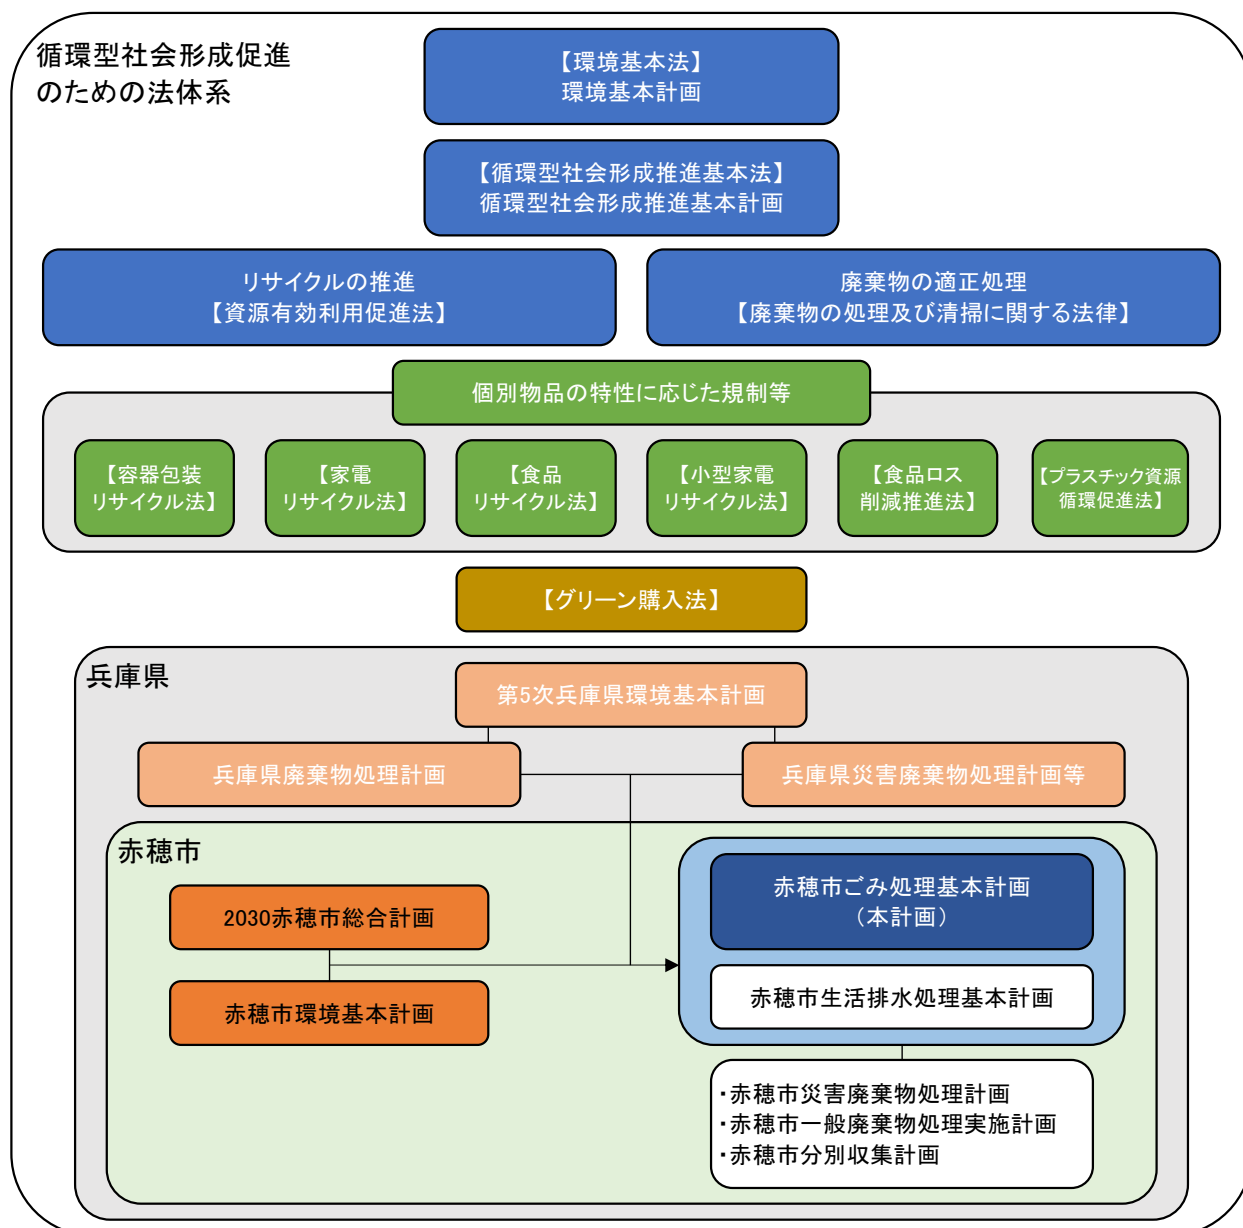 循環型社会形成促進
のための法体系
【環境基本法】
環境基本計画
【循環型社会形成推進基本法】
循環型社会形成推進基本計画
リサイクルの推進
【資源有効利用促進法】
廃棄物の適正処理
【廃棄物の処理及び清掃に関する法律】
個別物品の特性に応じた規制等
【容器包装
リサイクル法】
【家電
リサイクル法】
【食品
リサイクル法】
【小型家電
リサイクル法】
【食品ロス
削減推進法】
【プラスチック資源
循環促進法】
【グリーン購入法】
兵庫県
第5次兵庫県環境基本計画
兵庫県廃棄物処理計画
兵庫県災害廃棄物処理計画等
赤穂市
2030赤穂市総合計画
赤穂市環境基本計画
赤穂市ごみ処理基本計画
（本計画）
赤穂市生活排水処理基本計画
・赤穂市災害廃棄物処理計画
・赤穂市一般廃棄物処理実施計画
・赤穂市分別収集計画